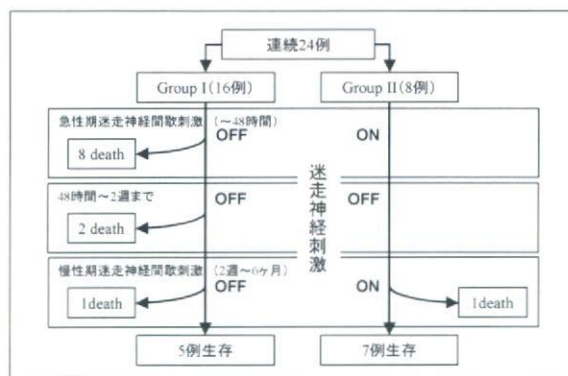 連続24例
Group I(16例)
Group II(8例)
急性期迷走神経間歇刺激 (～48時間)
OFF
ON
8 death
迷走神経刺激
48時間～2週まで
OFF
OFF
2 death
慢性期迷走神経間歇刺激 (2週～6ヶ月)
OFF
ON
1death
1death
5例生存
7例生存